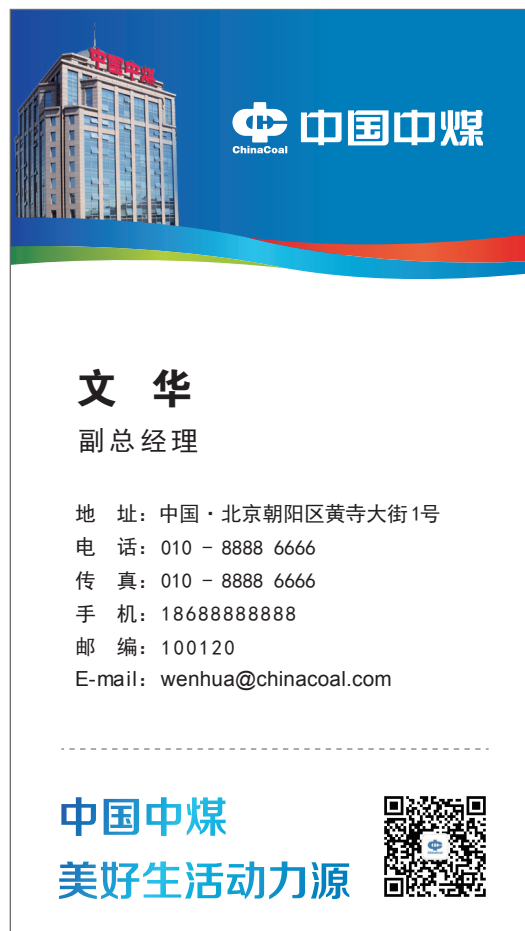 中国中煤
中国中煤
ChinaCoal
文 华
副总经理
地 址：中国·北京朝阳区黄寺大街1号
电 话：010 - 8888 6666
传 真：010 - 8888 6666
手 机：18688888888
邮 编：100120
E-mail：wenhua@chinacoal.com
中国中煤
美好生活动力源